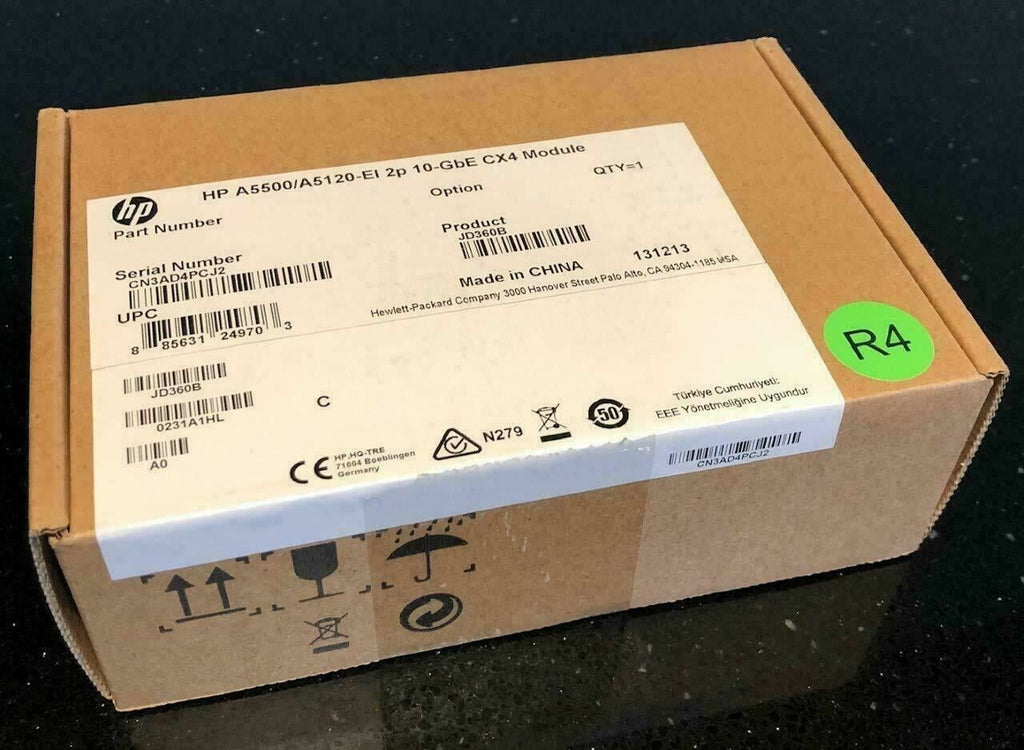 HP A5500/A5120-EI 2p 10-GbE CX4 Module
hp
Part Number
Option
QTY=1
Product
JD360B
Serial Number
CN3AD4PCJ2
Made in CHINA
131213
UPC
Hewlett-Packard Company 3000 Hanover Street Palo Alto, CA 94304-1185 USA
8 85631 24970 3
JD360B
0231A1HL
A0
C
CE
HP,HQ-TRE
71004 Boeblingen
Germany
N279
50
Türkiye Cumhuriyeti:
EEE Yönetmeliğine Uygundur
CN3AD4PCJ2
R4